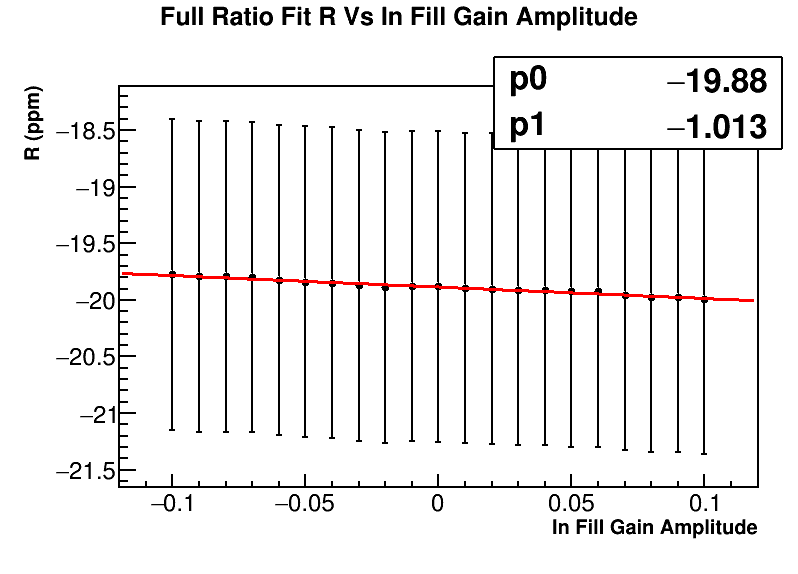 Full Ratio Fit R Vs In Fill Gain Amplitude
p0 −19.88
p1 −1.013
R (ppm)
−18.5
−19
−19.5
−20
−20.5
−21
−21.5
−0.1 −0.05 0 0.05 0.1
In Fill Gain Amplitude